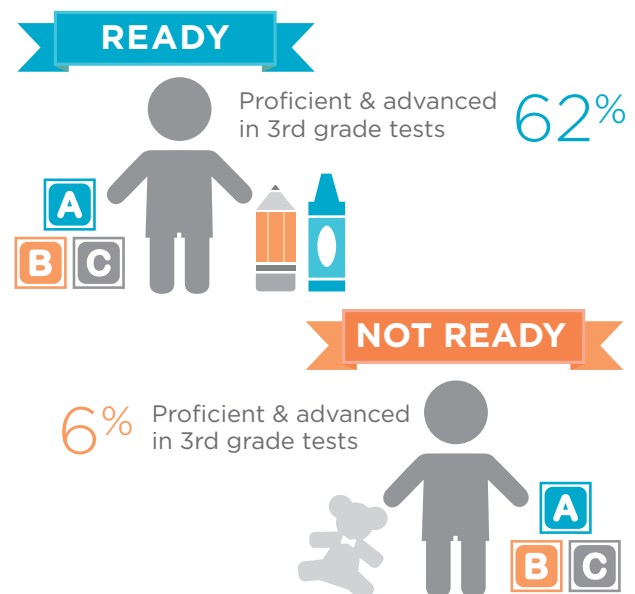 READY
Proficient & advanced
in 3rd grade tests
62%
A
B C
NOT READY
6%
Proficient & advanced
in 3rd grade tests
A
B C